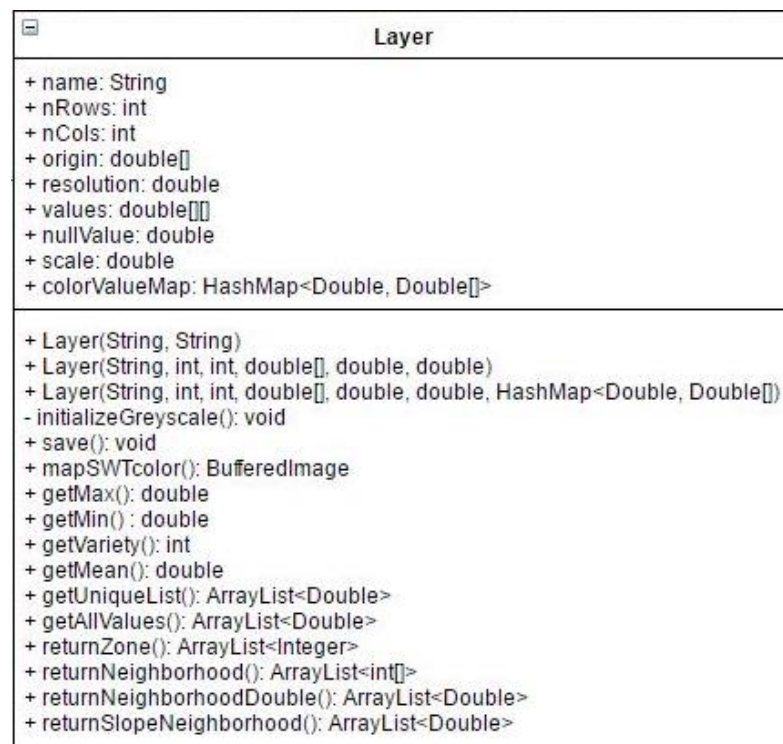 Layer
+ name: String
+ nRows: int
+ nCols: int
+ origin: double[]
+ resolution: double
+ values: double[][]
+ nullValue: double
+ scale: double
+ colorValueMap: HashMap<Double, Double[]>
+ Layer(String, String)
+ Layer(String, int, int, double[], double, double)
+ Layer(String, int, int, double[], double, double, HashMap<Double, Double[])
- initializeGreyscale(): void
+ save(): void
+ mapSWTcolor(): BufferedImage
+ getMax(): double
+ getMin() : double
+ getVariety(): int
+ getMean(): double
+ getUniqueList(): ArrayList<Double>
+ getAllValues(): ArrayList<Double>
+ returnZone(): ArrayList<Integer>
+ returnNeighborhood(): ArrayList<int[]>
+ returnNeighborhoodDouble(): ArrayList<Double>
+ returnSlopeNeighborhood(): ArrayList<Double>